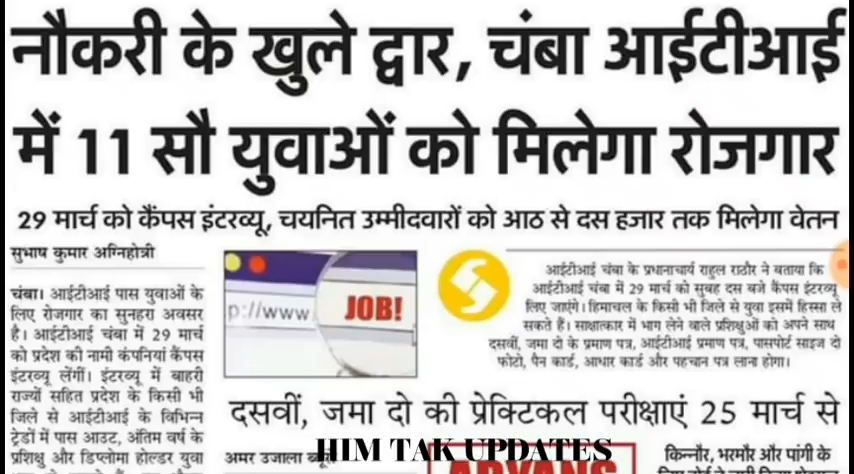 नौकरी के खुले द्वार, चंबा आईटीआई
में 11 सौ युवाओं को मिलेगा रोजगार
29 मार्च को कैंपस इंटरव्यू, चयनित उम्मीदवारों को आठ से दस हजार तक मिलेगा वेतन
सुभाष कुमार अग्निहोत्री
चंबा। आईटीआई पास युवाओं के
लिए रोजगार का सुनहरा अवसर
है। आईटीआई चंबा में 29 मार्च
को प्रदेश की नामी कंपनियां कैंपस
इंटरव्यू लेंगीं। इंटरव्यू में बाहरी
राज्यों सहित प्रदेश के किसी भी
जिले से आईटीआई के विभिन्न
ट्रेडों में पास आउट, अंतिम वर्ष के
प्रशिक्षु और डिप्लोमा होल्डर युवा
p://www
JOB!
आईटीआई चंबा के प्रधानाचार्य राहुल राठौर ने बताया कि
आईटीआई चंबा में 29 मार्च को सुबह दस बजे कैंपस इंटरव्यू
लिए जाएंगे। हिमाचल के किसी भी जिले से युवा इसमें हिस्सा ले
सकते हैं। साक्षात्कार में भाग लेने वाले प्रशिक्षुओं को अपने साथ
दसवीं, जमा दो के प्रमाण पत्र, आईटीआई प्रमाण पत्र, पासपोर्ट साइज दो
फोटो, पैन कार्ड, आधार कार्ड और पहचान पत्र लाना होगा।
दसवीं, जमा दो की प्रेक्टिकल परीक्षाएं 25 मार्च से
अमर उजाला ब्यूरो
HIM TAK UPDATES
ARYANS
किन्नौर, भरमौर और पांगी के